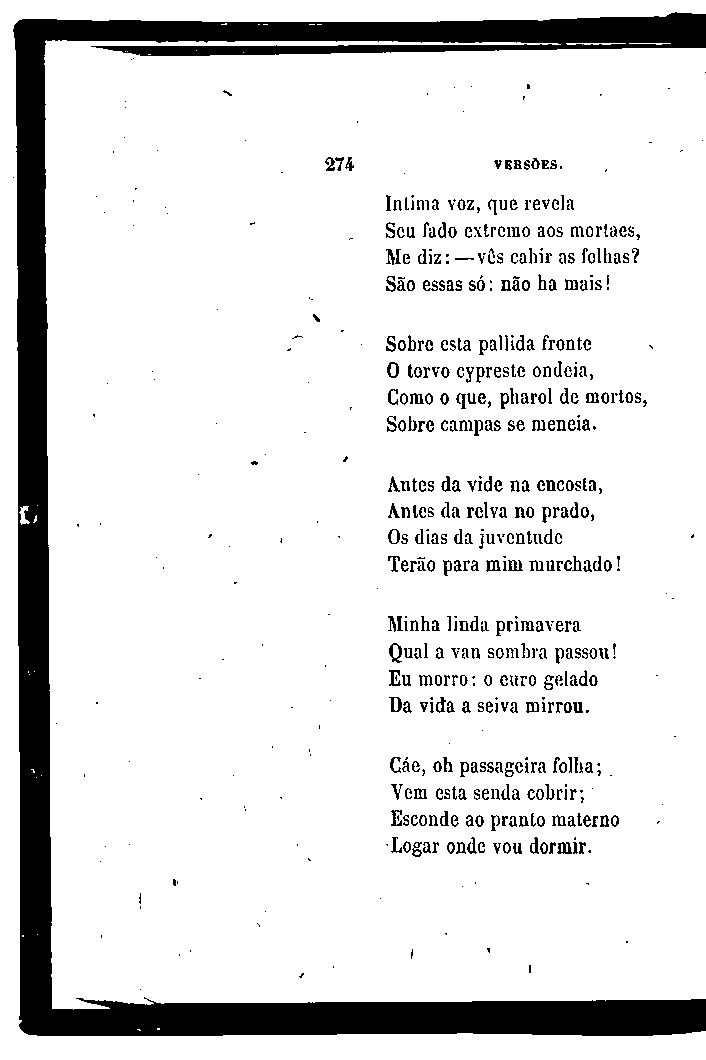 274 VERSÕES.
Intima voz, que revela
Seu fado extremo aos mortaes,
Me diz: — vês cahir as folhas?
São essas só: não ha mais!
Sobre esta pallida fronte
O torvo cypreste ondeia,
Como o que, pharol de mortos,
Sobre campas se meneia.
Antes da vide na encosta,
Antes da relva no prado,
Os dias da juventude
Terão para mim murchado!
Minha linda primavera
Qual a van sombra passou!
Eu morro: o euro gelado
Da vida a seiva mirrou.
Cáe, oh passageira folha;
Vem esta senda cobrir;
Esconde ao pranto materno
Logar onde vou dormir.